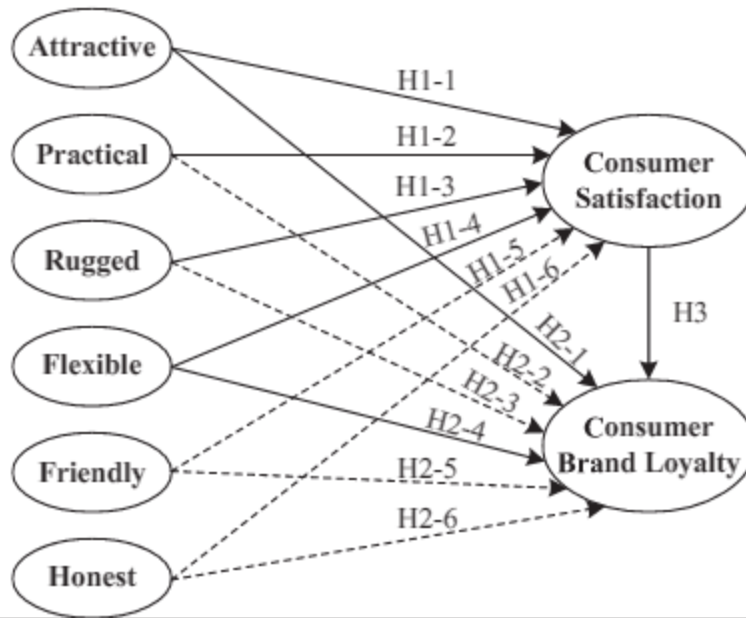 Attractive
H1-1
Practical
H1-2
Consumer
Satisfaction
H1-3
Rugged
H1-4
H1-5
H1-6
H3
H2-1
Flexible
H2-2
H2-3
H2-4
Consumer
Brand Loyalty
Friendly
H2-5
H2-6
Honest